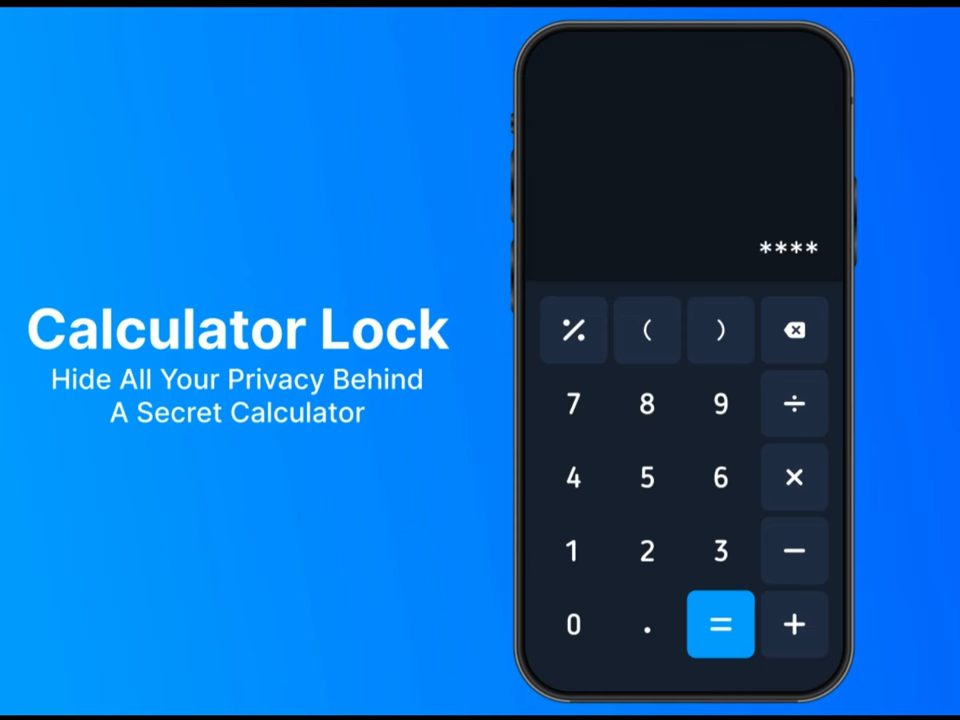 Calculator Lock
Hide All Your Privacy Behind
A Secret Calculator
****
% ( )
7 8 9 ÷
4 5 6 ×
1 2 3 −
0 . = +